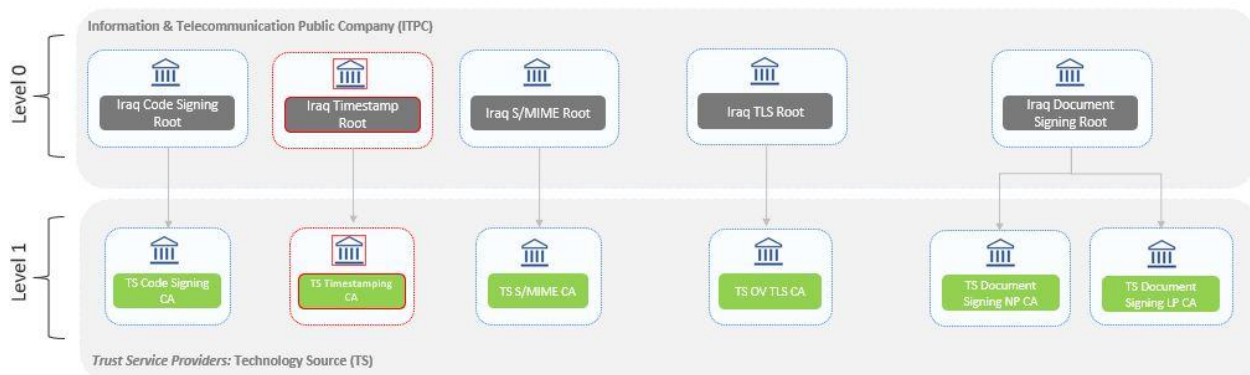 Information & Telecommunication Public Company (ITPC)
Level 0
Iraq Code Signing
Root
Iraq Timestamp
Root
Iraq S/MIME Root
Iraq TLS Root
Iraq Document
Signing Root
Level 1
TS Code Signing
CA
TS Timestamping
CA
TS S/MIME CA
TS OV TLS CA
TS Document
Signing NP CA
TS Document
Signing LP CA
Trust Service Providers: Technology Source (TS)